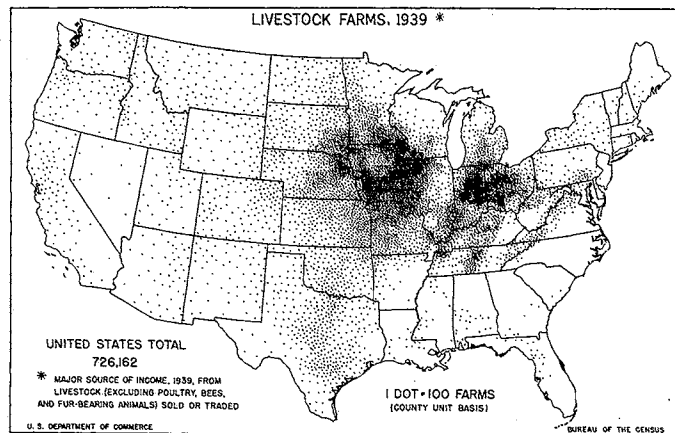 LIVESTOCK FARMS, 1939 *
UNITED STATES TOTAL
726,162
* MAJOR SOURCE OF INCOME, 1939, FROM
LIVESTOCK (EXCLUDING POULTRY, BEES,
AND FUR-BEARING ANIMALS) SOLD OR TRADED
1 DOT=100 FARMS
(COUNTY UNIT BASIS)
U. S. DEPARTMENT OF COMMERCE
BUREAU OF THE CENSUS